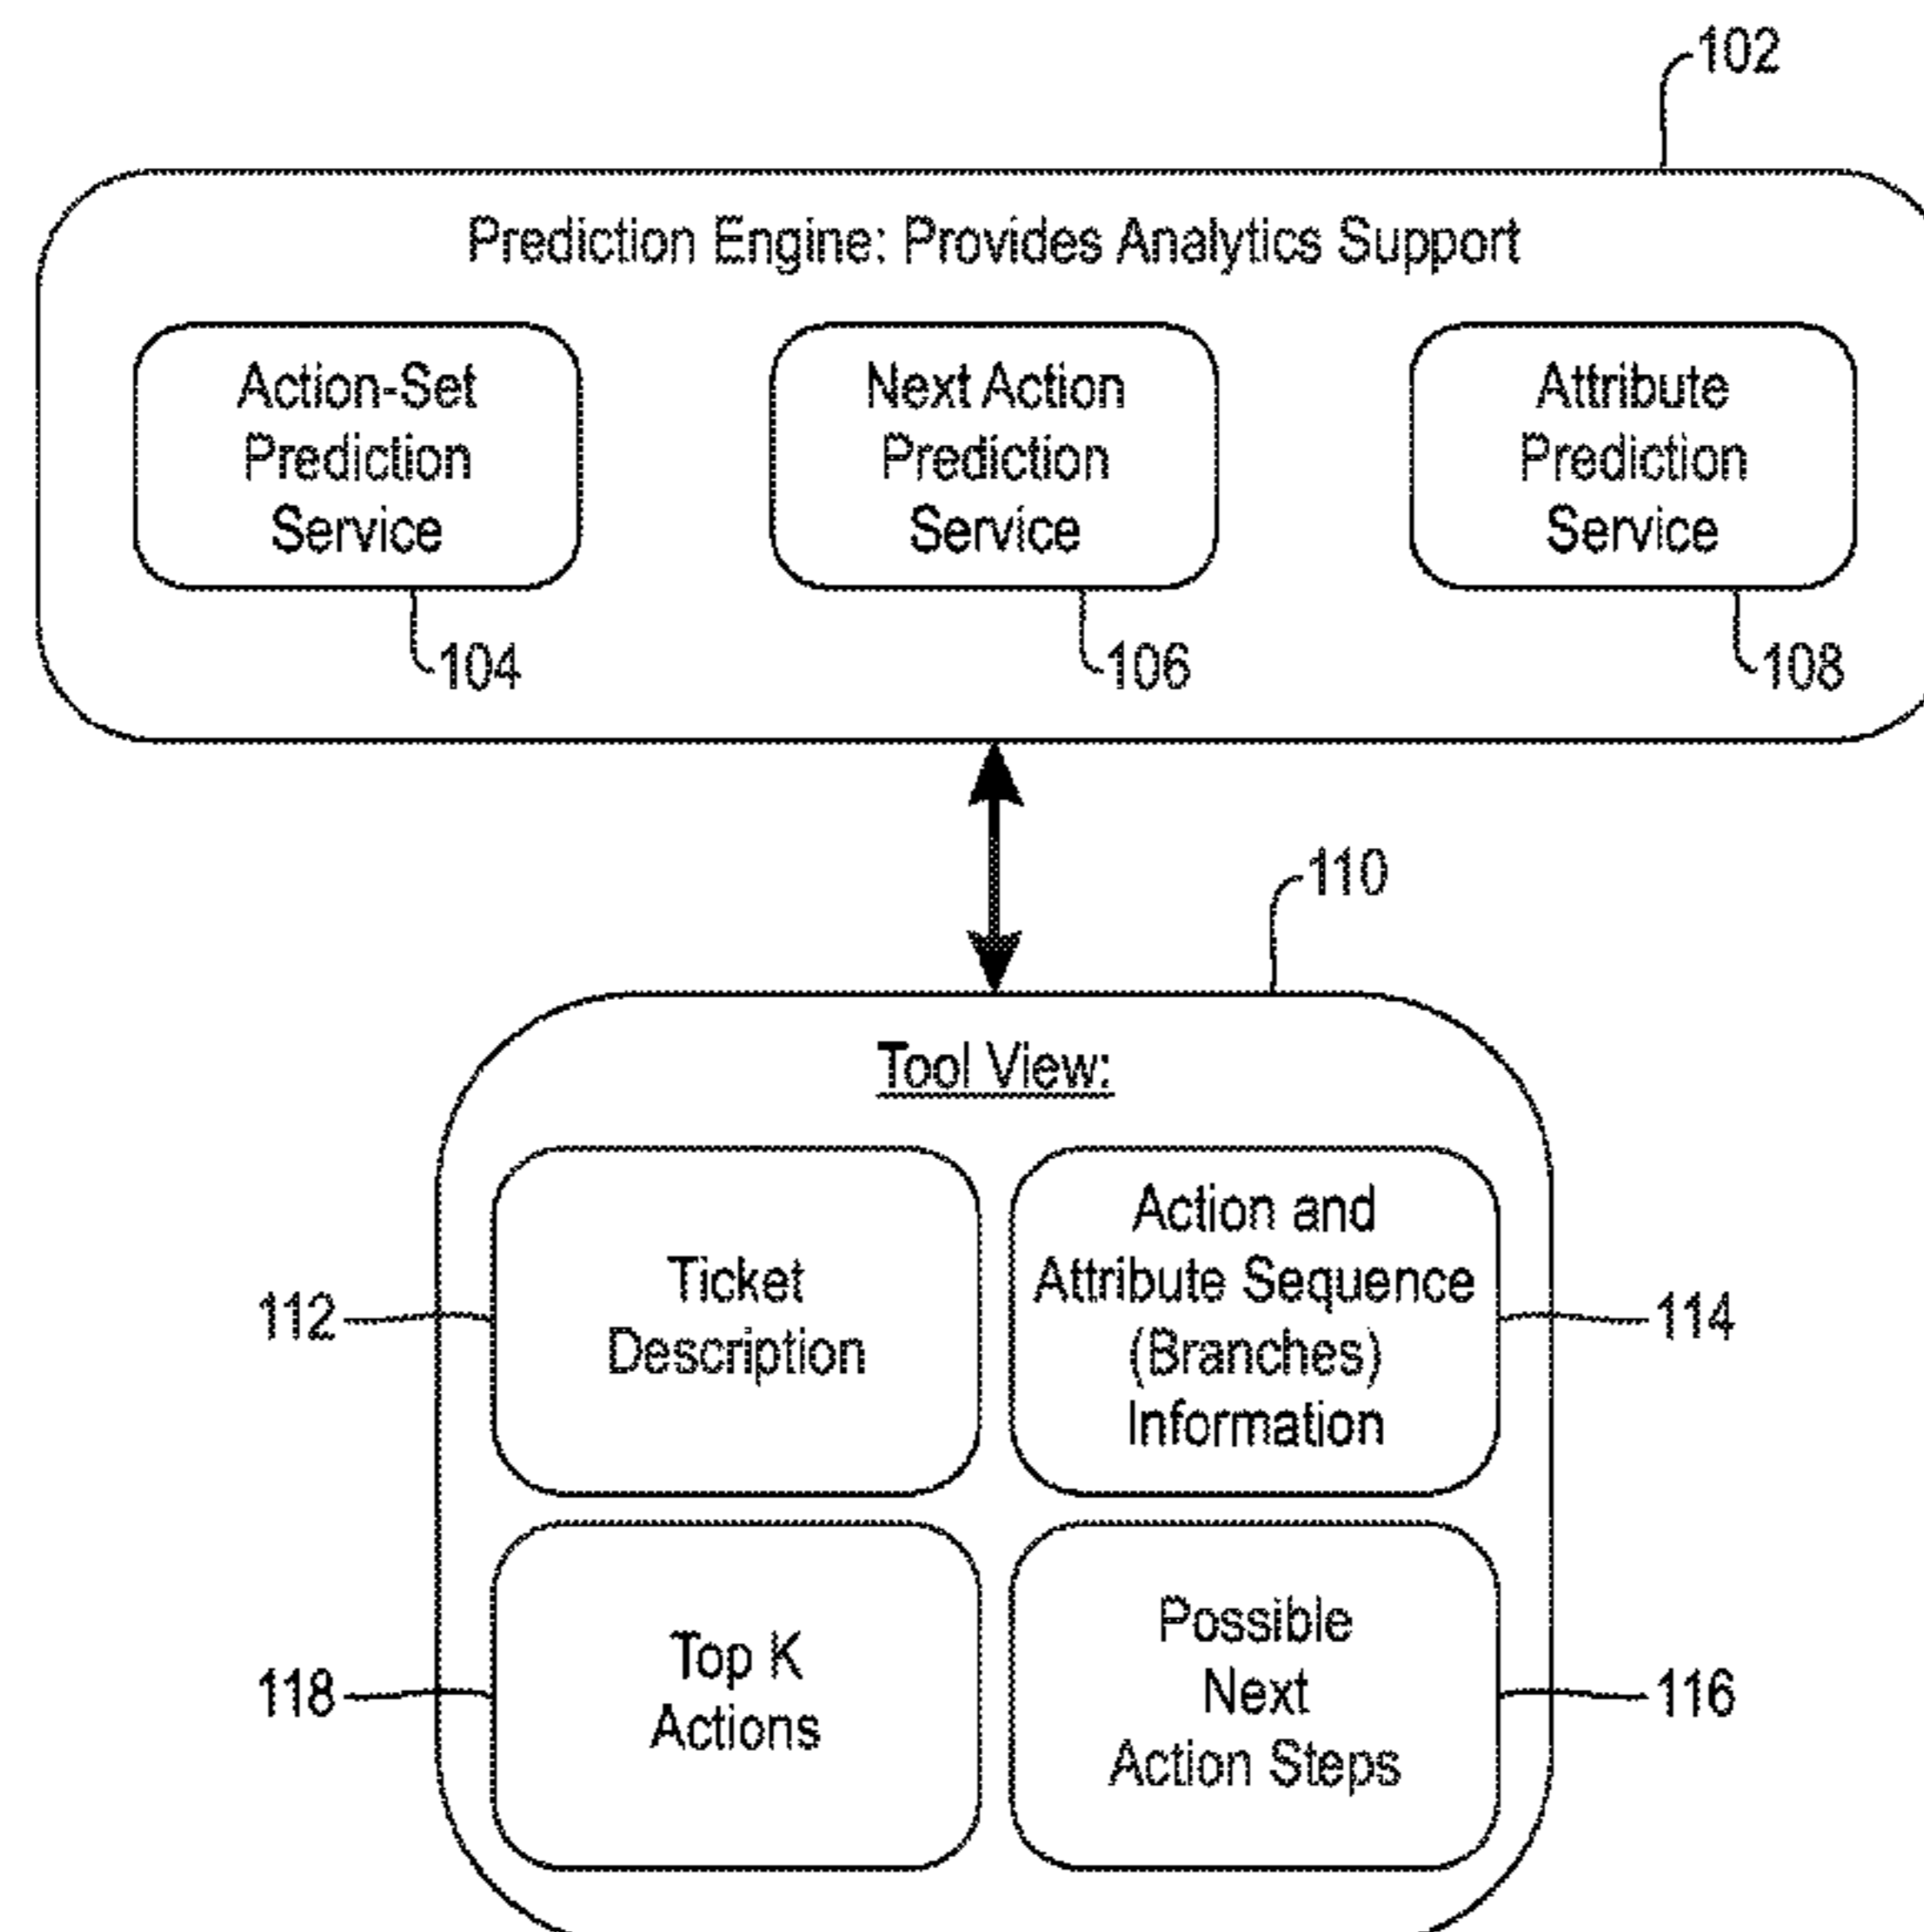 102
Prediction Engine: Provides Analytics Support
Action-Set
Prediction
Service
Next Action
Prediction
Service
Attribute
Prediction
Service
104
106
108
110
Tool View:
Ticket
Description
Action and
Attribute Sequence
(Branches)
Information
112
114
Top K
Actions
Possible
Next
Action Steps
118
116